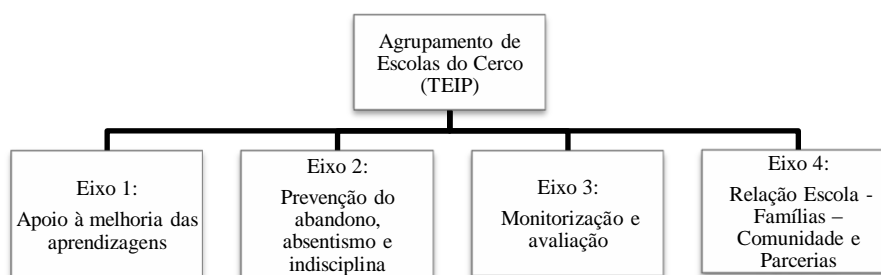 Agrupamento de
Escolas do Cerco
(TEIP)
Eixo 1:
Apoio à melhoria das
aprendizagens
Eixo 2:
Prevenção do
abandono,
absentismo e
indisciplina
Eixo 3:
Monitorização e
avaliação
Eixo 4:
Relação Escola -
Famílias –
Comunidade e
Parcerias